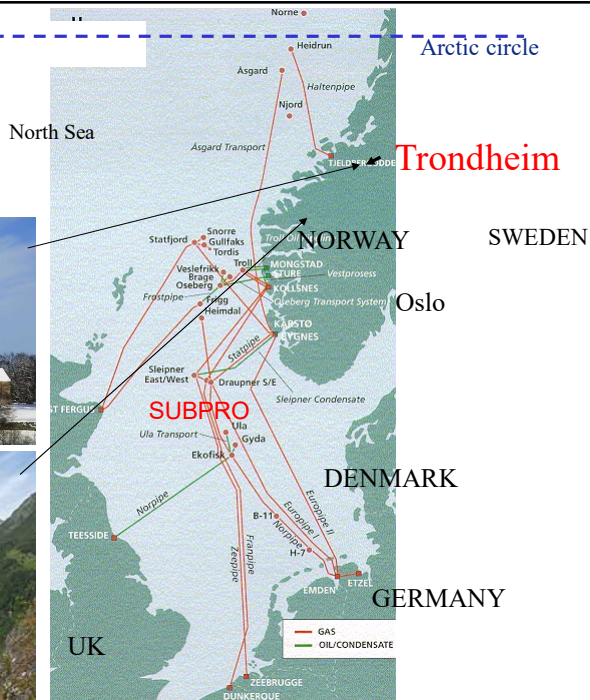 Norne
Arctic circle
Heidrun
Åsgard
Haltenpipe
Njord
North Sea
Åsgard Transport
Trondheim
Snorre
Statfjord
Gullfaks
Tordis
NORWAY
SWEDEN
Troll
MONGSTAD
Veslefrikk
STURE
Vestprosess
Brage
Oseberg
KOLLSNES
Frostpipe
Frigg
Oseberg Transport System
Oslo
Heimdal
KÅRSTØ
Statpipe
Sleipner
East/West
Draupner S/E
Sleipner Condensate
SUBPRO
ST FERGUS
Ula
Ula Transport
Gyda
Ekofisk
DENMARK
Norpipe
Europipe II
B-11
Europipe I
TEESSIDE
Norpipe
H-7
Zeepipe
Franpipe
EMDEN
ETZEL
GERMANY
GAS
UK
OIL/CONDENSATE
ZEEBRUGGE
DUNKERQUE